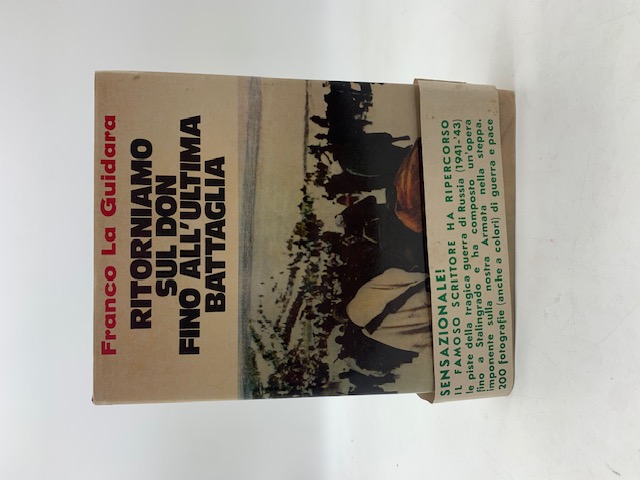 Franco La Guidara
RITORNIAMO
SUL DON
FINO ALL'ULTIMA
BATTAGLIA
SENSAZIONALE!
IL FAMOSO SCRITTORE HA RIPERCORSO
le piste della tragica guerra di Russia (1941-'43)
fino a Stalingrado e ha composto un'opera
imponente sulla nostra Armata nella steppa.
200 fotografie (anche a colori) di guerra e pace